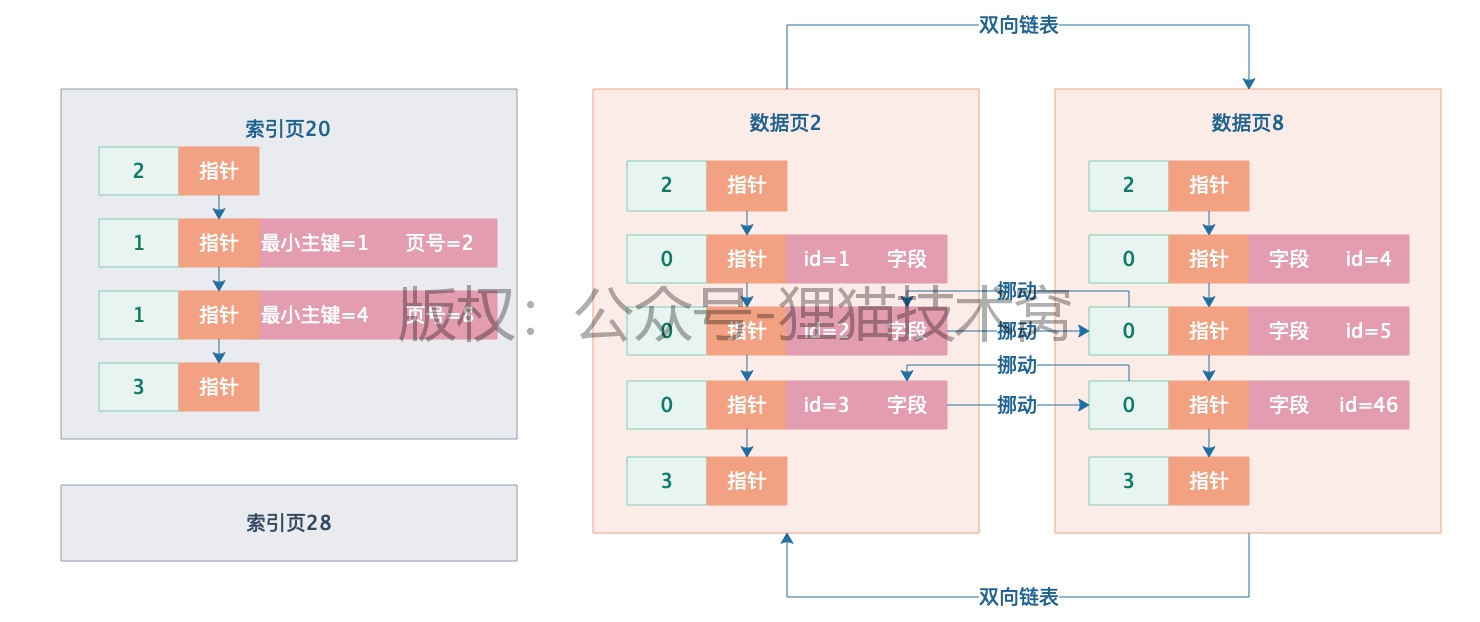 双向链表
索引页20
2 指针
1 指针 最小主键=1 页号=2
1 指针 最小主键=4 页号=8
3 指针
索引页28
数据页2
2 指针
0 指针 id=1 字段
0 指针 id=2 字段
0 指针 id=3 字段
3 指针
挪动
挪动
挪动
挪动
数据页8
2 指针
0 指针 字段 id=4
0 指针 字段 id=5
0 指针 字段 id=46
3 指针
双向链表
版权：公众号-狸猫技术窝